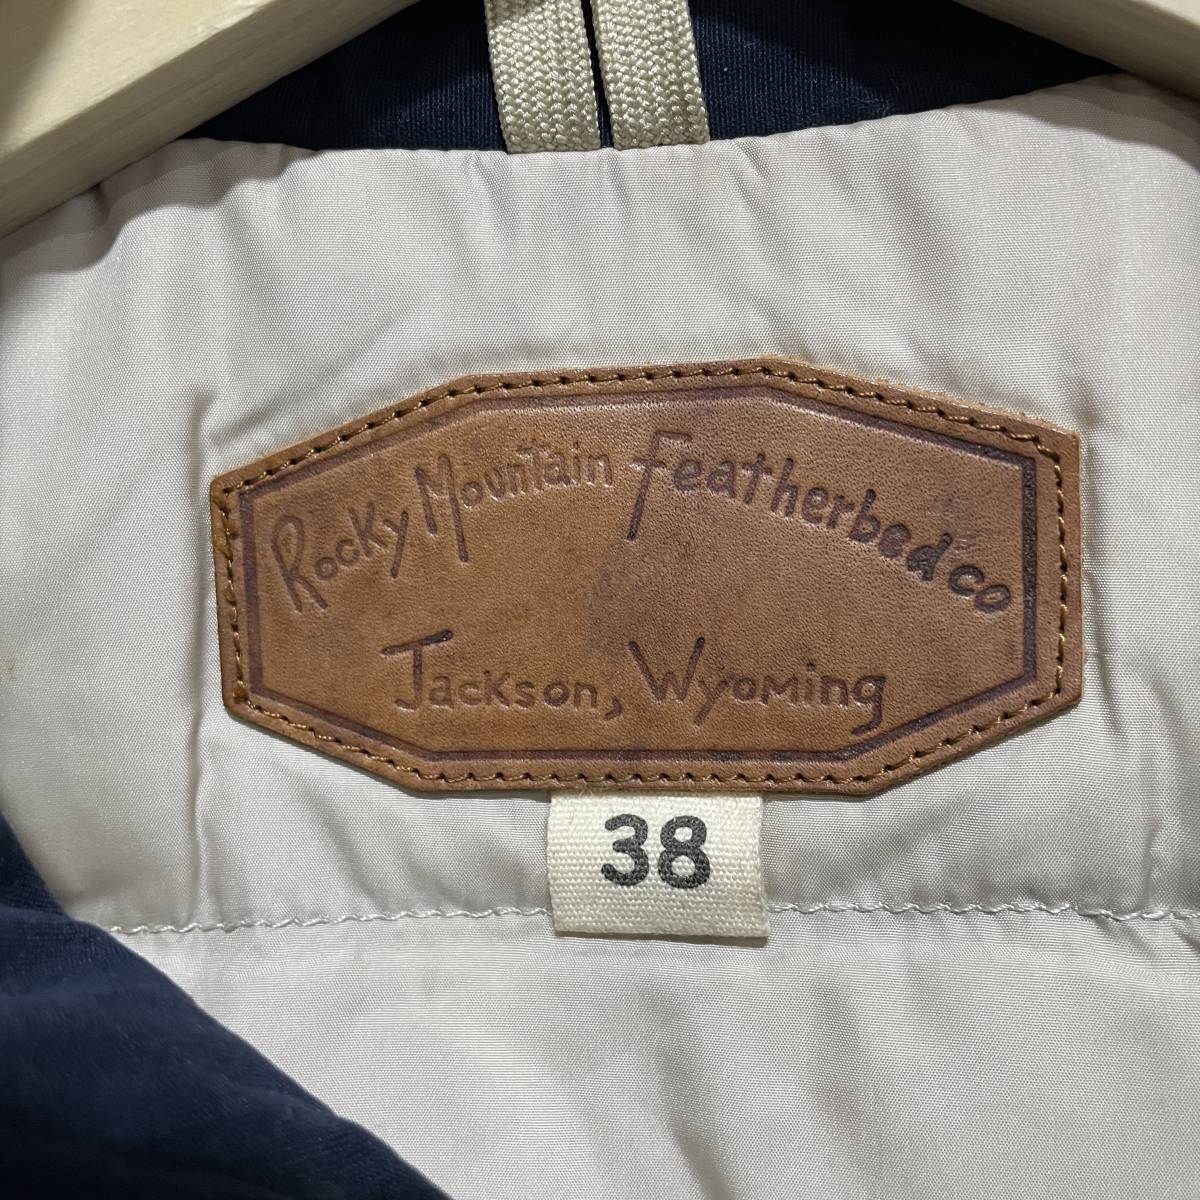 Rocky Mountain Featherbed co
Jackson, Wyoming
38